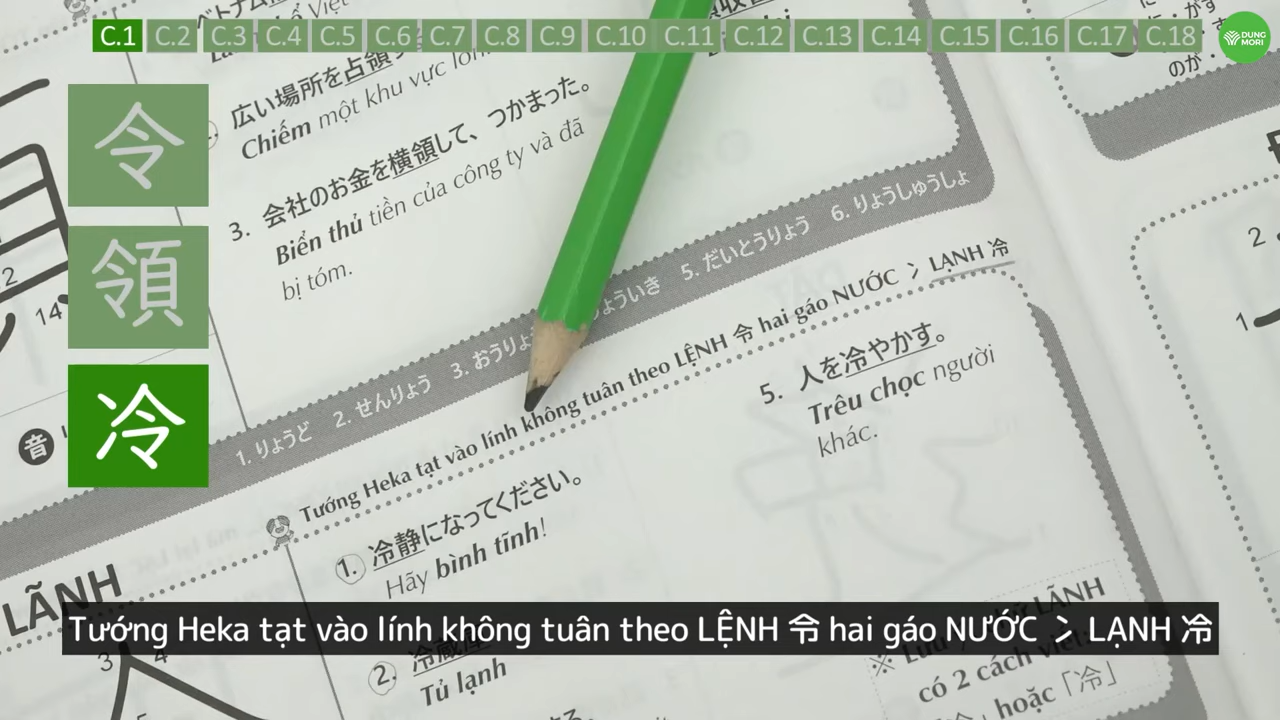 C.1 C.2 C.3 C.4 C.5 C.6 C.7 C.8 C.9 C.10 C.11 C.12 C.13 C.14 C.15 C.16 C.17 C.18
DUNG MORI
令
領
冷
広い場所を占領
Chiếm một khu vực lớn
3. 会社のお金を横領して、つかまった。
Biển thủ tiền của công ty và đã
bị tóm.
1. りょうど 2. せんりょう 3. おうりょ ょういき 5. だいとうりょう 6. りょうしゅうしょ
Tướng Heka tạt vào lính không tuân theo LỆNH 令 hai gáo NƯỚC 冫 LẠNH 冷
LÃNH
1. 冷静になってください。
Hãy bình tĩnh!
2. 冷蔵
Tủ lạnh
5. 人を冷やかす。
Trêu chọc người
khác.
※ LÃNH
có 2 cách viết
hoặc「冷」
音
12
14
3
4
2
1
Tướng Heka tạt vào lính không tuân theo LỆNH 令 hai gáo NƯỚC 冫 LẠNH 冷